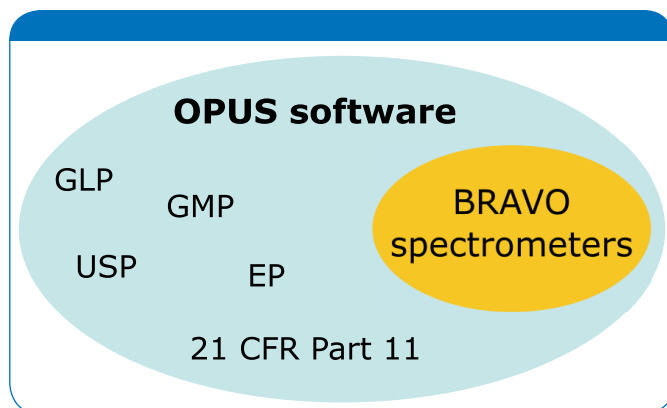 OPUS software
GLP
GMP
BRAVO
spectrometers
USP
EP
21 CFR Part 11